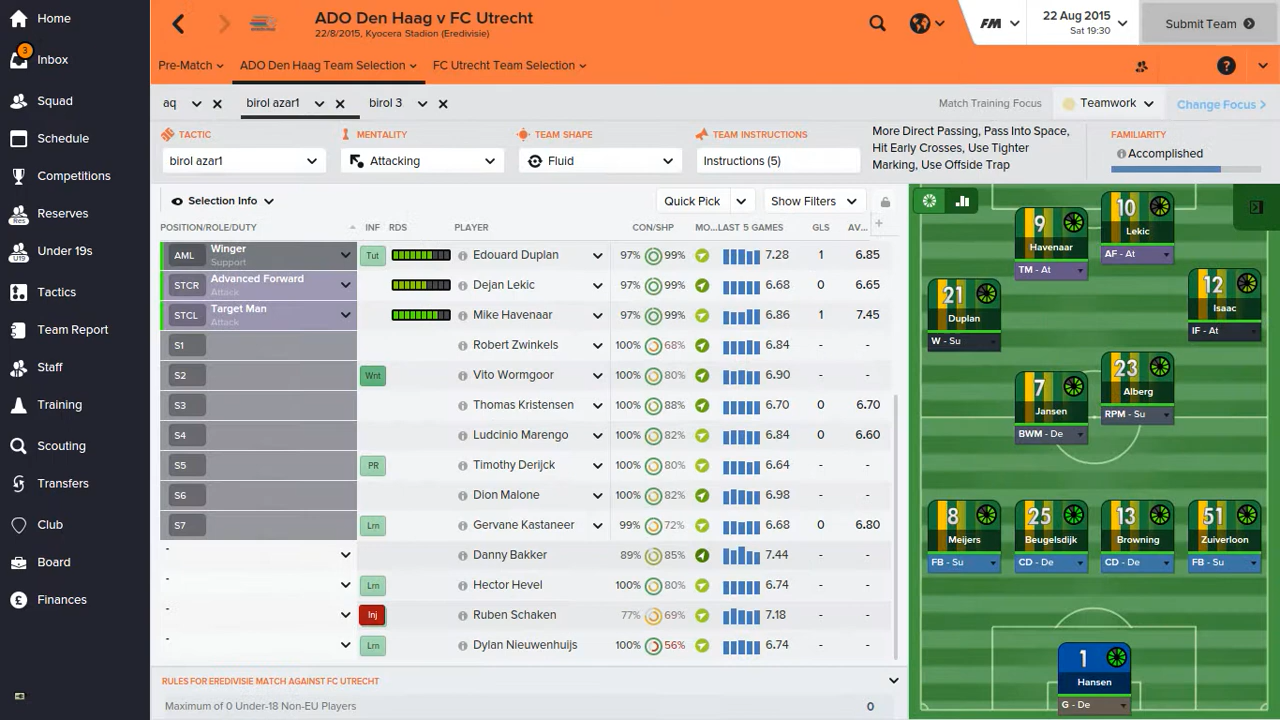 Home
3
Inbox
Squad
Schedule
Competitions
Reserves
Under 19s
Tactics
Team Report
Staff
Training
Scouting
Transfers
Club
Board
Finances
ADO Den Haag v FC Utrecht
22/8/2015, Kyocera Stadion (Eredivisie)
FM
22 Aug 2015
Sat 19:30
Submit Team
Pre-Match
ADO Den Haag Team Selection
FC Utrecht Team Selection
?
aq
birol azar1
birol 3
Match Training Focus
Teamwork
Change Focus >
TACTIC
birol azar1
MENTALITY
Attacking
TEAM SHAPE
Fluid
TEAM INSTRUCTIONS
Instructions (5)
More Direct Passing, Pass Into Space,
Hit Early Crosses, Use Tighter
Marking, Use Offside Trap
FAMILIARITY
Accomplished
Selection Info
Quick Pick
Show Filters
POSITION/ROLE/DUTY INF RDS PLAYER CON/SHP MO... LAST 5 GAMES GLS AV...
AML Winger Support Tut Edouard Duplan 97% 99% 7.28 1 6.85
STCR Advanced Forward Attack Dejan Lekic 97% 99% 6.68 0 6.65
STCL Target Man Attack Mike Havenaar 97% 99% 6.86 1 7.45
S1 Robert Zwinkels 100% 68% 6.84 - -
S2 Wnt Vito Wormgoor 100% 80% 6.90 - -
S3 Thomas Kristensen 100% 88% 6.70 0 6.70
S4 Ludcinio Marengo 100% 82% 6.84 0 6.60
S5 PR Timothy Derijck 100% 80% 6.64 - -
S6 Dion Malone 100% 82% 6.98 - -
S7 Lrn Gervane Kastaneer 99% 72% 6.68 0 6.80
- Danny Bakker 89% 85% 7.44 - -
- Lrn Hector Hevel 100% 80% 6.74 - -
- Inj Ruben Schaken 77% 69% 7.18 - -
- Lrn Dylan Nieuwenhuijs 100% 56% 6.74 - -
RULES FOR EREDIVISIE MATCH AGAINST FC UTRECHT
Maximum of 0 Under-18 Non-EU Players 0
10
Lekic
AF - At
9
Havenaar
TM - At
12
Isaac
IF - At
21
Duplan
W - Su
23
Alberg
RPM - Su
7
Jansen
BWM - De
8
Meijers
FB - Su
25
Beugelsdijk
CD - De
13
Browning
CD - De
51
Zuiverloon
FB - Su
1
Hansen
G - De